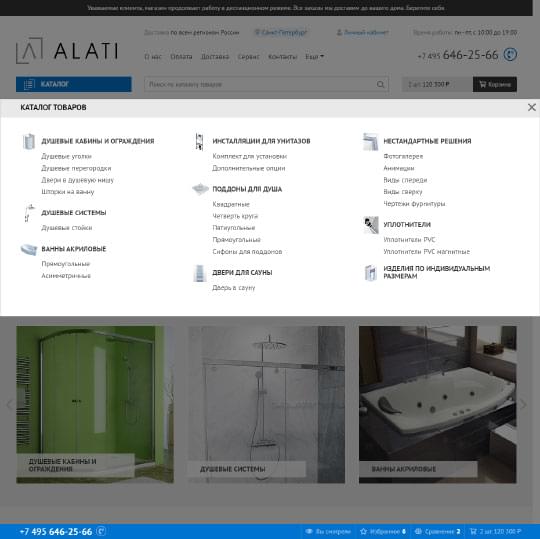 Уважаемые клиенты, магазин продолжает работу в дистанционном режиме. Все заказы мы доставим до вашего дома. Берегите себя.
ALATI
Доставка по всем регионам России
Санкт-Петербург
Личный кабинет
Время работы: пн-пт, с 10:00 до 19:00
О нас Оплата Доставка Сервис Контакты Еще
+7 495 646-25-66
КАТАЛОГ
Поиск по каталогу товаров
2 шт. 120 300 ₽
Корзина
КАТАЛОГ ТОВАРОВ
ДУШЕВЫЕ КАБИНЫ И ОГРАЖДЕНИЯ
Душевые уголки
Душевые перегородки
Двери в душевую нишу
Шторки на ванну
ДУШЕВЫЕ СИСТЕМЫ
Душевые стойки
ВАННЫ АКРИЛОВЫЕ
Прямоугольные
Асимметричные
ИНСТАЛЛЯЦИИ ДЛЯ УНИТАЗОВ
Комплект для установки
Дополнительные опции
ПОДДОНЫ ДЛЯ ДУША
Квадратные
Четверть круга
Пятиугольные
Прямоугольные
Сифоны для поддонов
ДВЕРИ ДЛЯ САУНЫ
Дверь в сауну
НЕСТАНДАРТНЫЕ РЕШЕНИЯ
Фотогалерея
Анимации
Виды спереди
Виды сверху
Чертежи фурнитуры
УПЛОТНИТЕЛИ
Уплотнители PVC
Уплотнители PVC магнитные
ИЗДЕЛИЯ ПО ИНДИВИДУАЛЬНЫМ
РАЗМЕРАМ
ДУШЕВЫЕ КАБИНЫ И
ОГРАЖДЕНИЯ
ДУШЕВЫЕ СИСТЕМЫ
ВАННЫ АКРИЛОВЫЕ
+7 495 646-25-66
Вы смотрели
Избранное 6
Сравнение 2
2 шт. 120 300 ₽